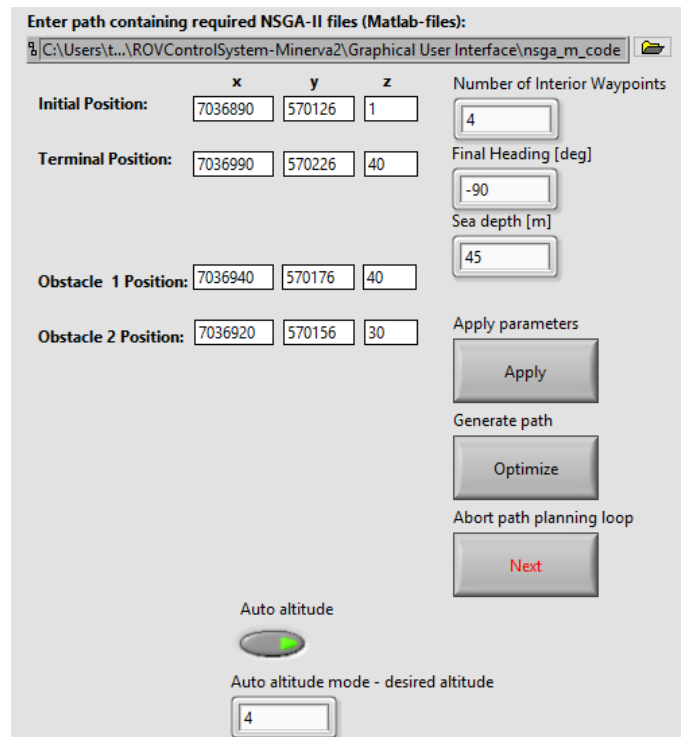 Enter path containing required NSGA-II files (Matlab-files):
C:\Users\t...\ROVControlSystem-Minerva2\Graphical User Interface\nsga_m_code
x y z
Initial Position: 7036890 570126 1
Terminal Position: 7036990 570226 40
Obstacle 1 Position: 7036940 570176 40
Obstacle 2 Position: 7036920 570156 30
Number of Interior Waypoints
4
Final Heading [deg]
-90
Sea depth [m]
45
Apply parameters
Apply
Generate path
Optimize
Abort path planning loop
Next
Auto altitude
Auto altitude mode - desired altitude
4